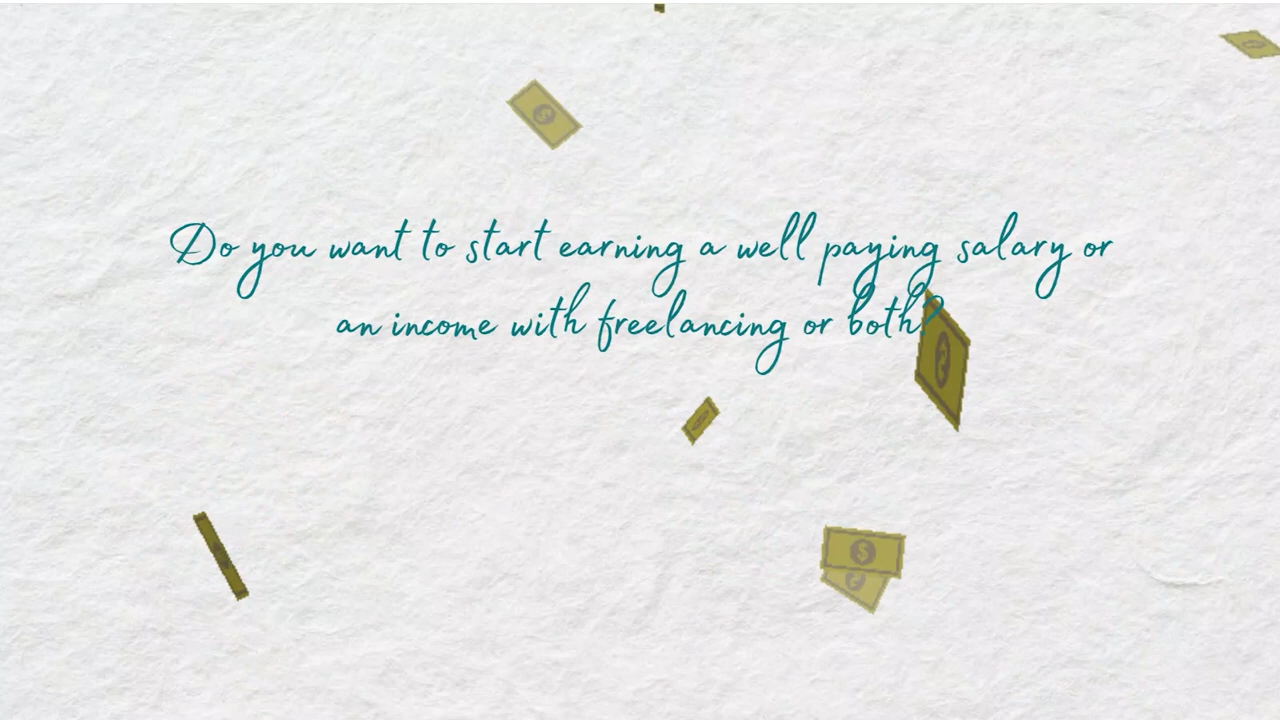 Do you want to start earning a well paying salary or
an income with freelancing or both?